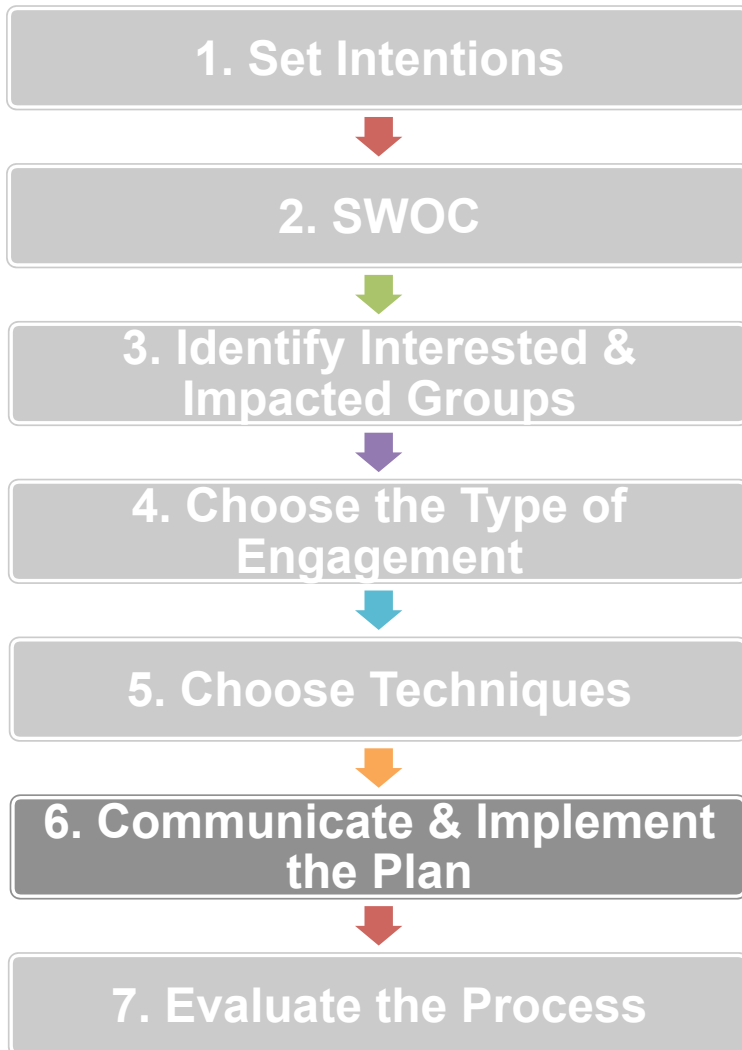 1. Set Intentions
2. SWOC
3. Identify Interested &
Impacted Groups
4. Choose the Type of
Engagement
5. Choose Techniques
6. Communicate & Implement
the Plan
7. Evaluate the Process